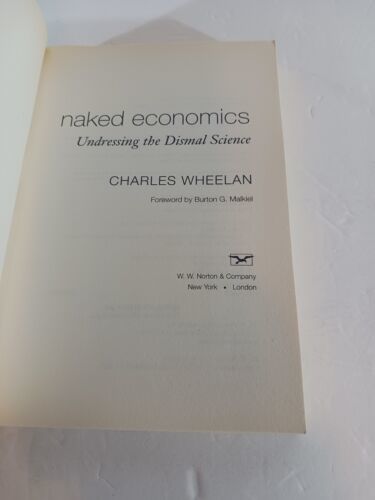 naked economics
Undressing the Dismal Science
CHARLES WHEELAN
Foreword by Burton G. Malkiel
W. W. Norton & Company
New York • London